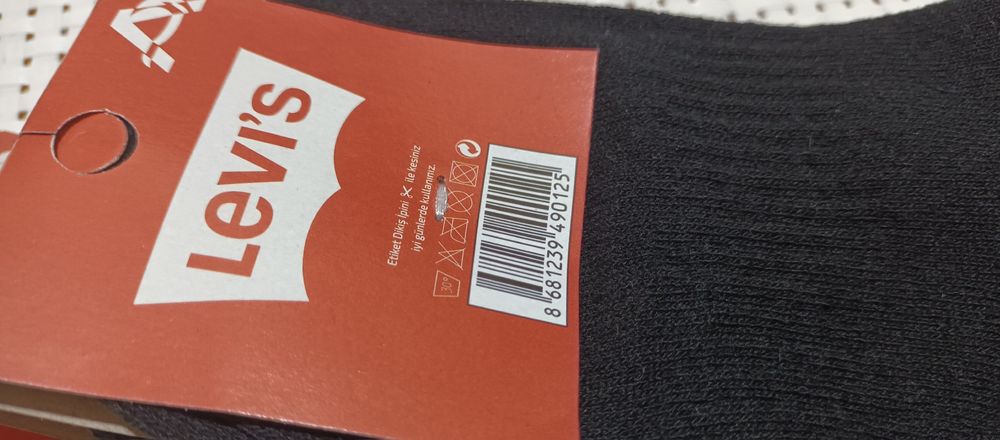 Levi's
Etiket Dikiş İpini ile kesiniz
iyi günlerde kullanınız.
30°
8 681239 490125